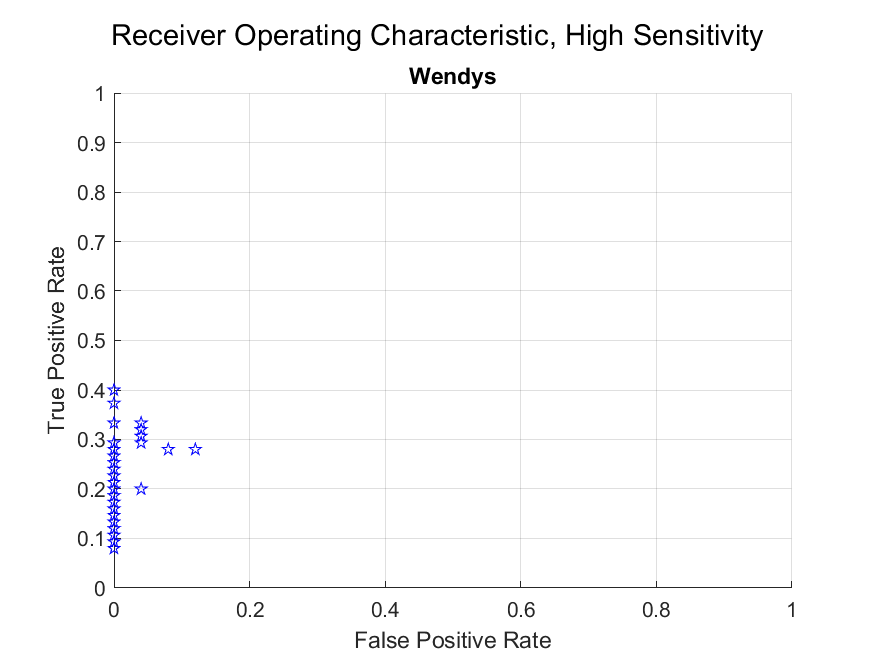 Receiver Operating Characteristic, High Sensitivity
Wendys
1
0.9
0.8
0.7
0.6
0.5
0.4
0.3
0.2
0.1
0
True Positive Rate
0 0.2 0.4 0.6 0.8 1
False Positive Rate